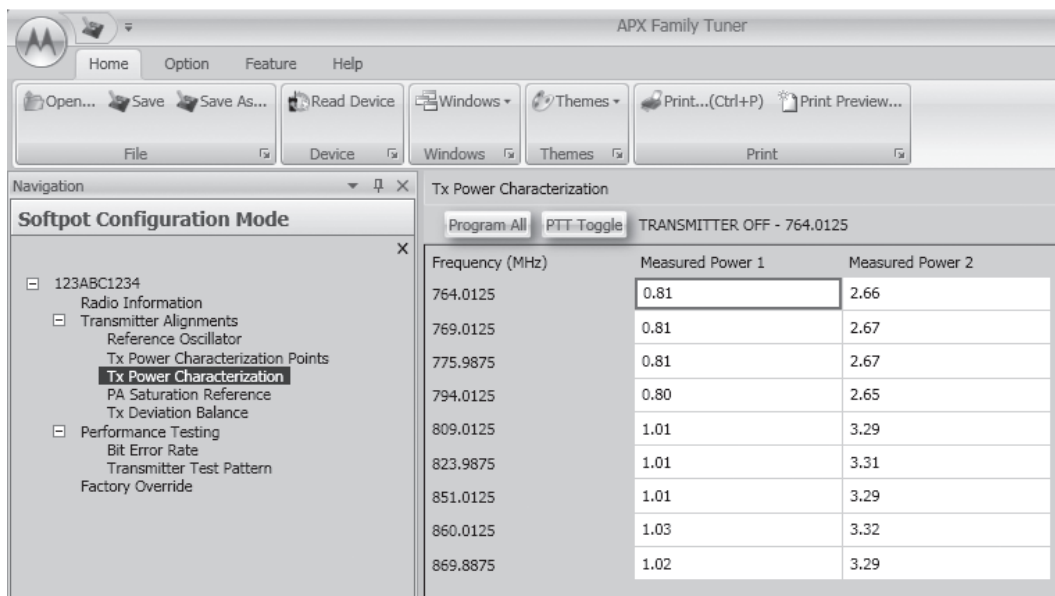 APX Family Tuner
Home Option Feature Help
Open... Save Save As... Read Device Windows Themes Print...(Ctrl+P) Print Preview...
File Device Windows Themes Print
Navigation
Softpot Configuration Mode
123ABC1234
Radio Information
Transmitter Alignments
Reference Oscillator
Tx Power Characterization Points
Tx Power Characterization
PA Saturation Reference
Tx Deviation Balance
Performance Testing
Bit Error Rate
Transmitter Test Pattern
Factory Override
Tx Power Characterization
Program All PTT Toggle TRANSMITTER OFF - 764.0125
Frequency (MHz) Measured Power 1 Measured Power 2
764.0125 0.81 2.66
769.0125 0.81 2.67
775.9875 0.81 2.67
794.0125 0.80 2.65
809.0125 1.01 3.29
823.9875 1.01 3.31
851.0125 1.01 3.29
860.0125 1.03 3.32
869.8875 1.02 3.29